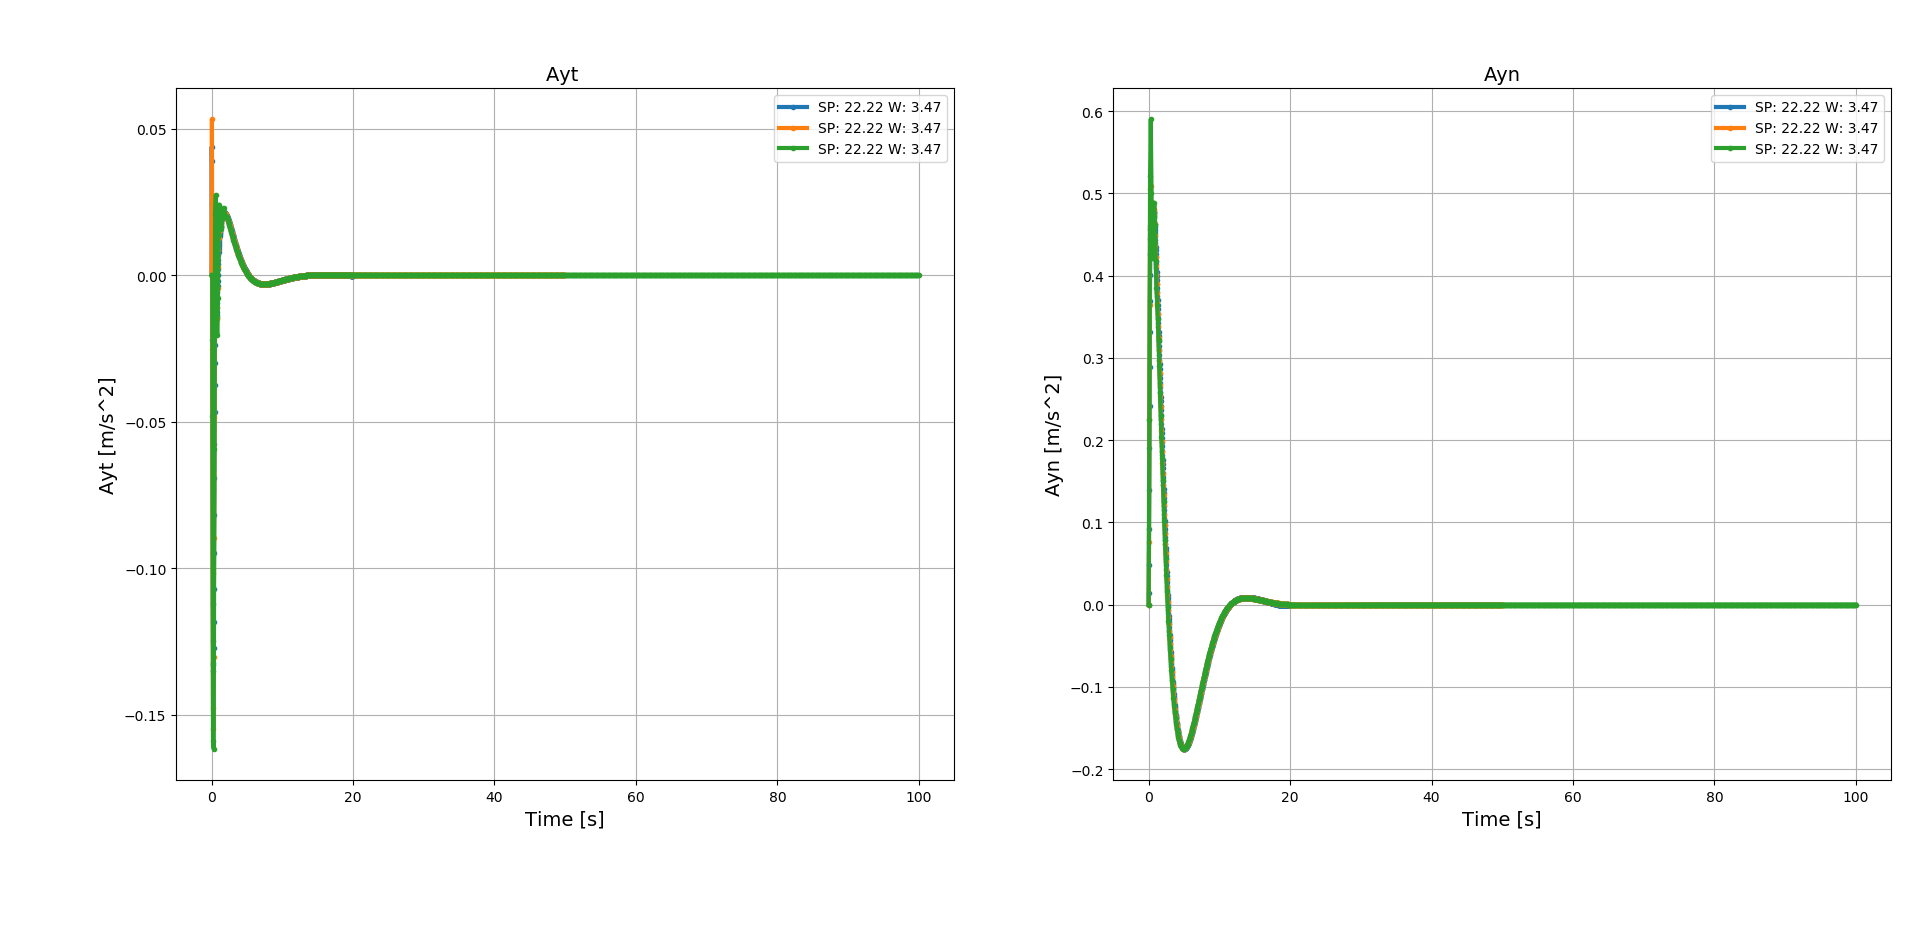 Ayt
SP: 22.22 W: 3.47
SP: 22.22 W: 3.47
SP: 22.22 W: 3.47
0.05
0.00
−0.05
−0.10
−0.15
Ayt [m/s^2]
0 20 40 60 80 100
Time [s]
Ayn
SP: 22.22 W: 3.47
SP: 22.22 W: 3.47
SP: 22.22 W: 3.47
0.6
0.5
0.4
0.3
0.2
0.1
0.0
−0.1
−0.2
Ayn [m/s^2]
0 20 40 60 80 100
Time [s]